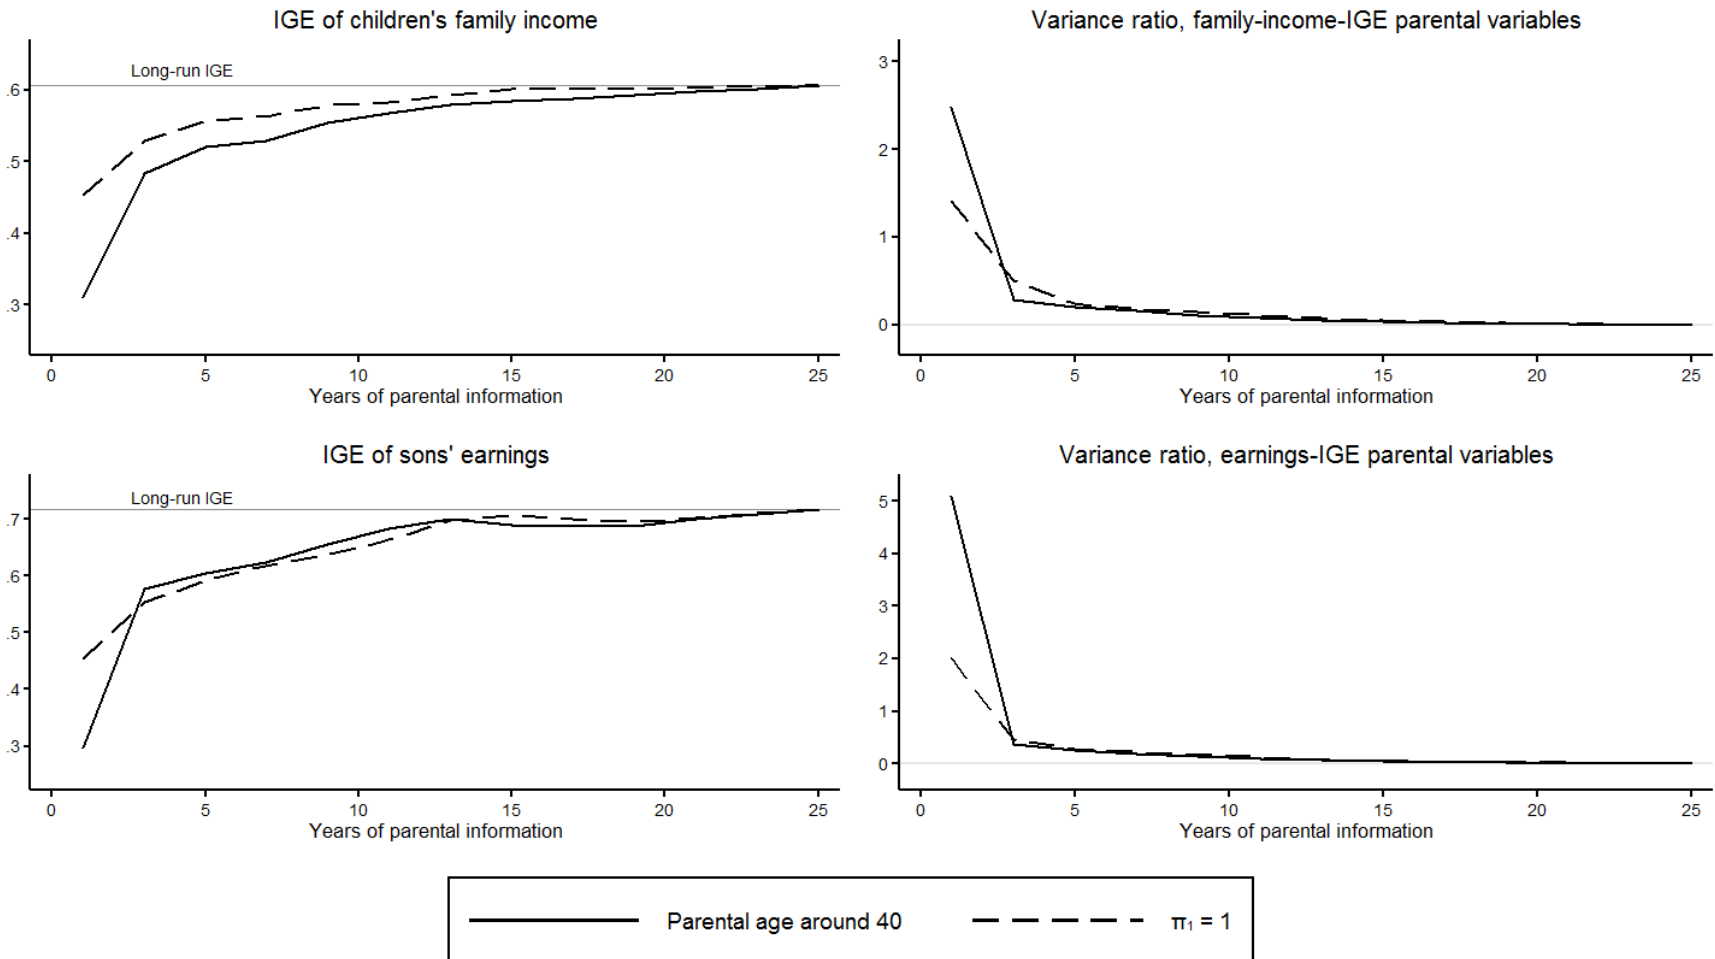 IGE of children's family income
Long-run IGE
.6
.5
.4
.3
0 5 10 15 20 25
Years of parental information
Variance ratio, family-income-IGE parental variables
3
2
1
0
0 5 10 15 20 25
Years of parental information
IGE of sons' earnings
Long-run IGE
.7
.6
.5
.4
.3
0 5 10 15 20 25
Years of parental information
Variance ratio, earnings-IGE parental variables
5
4
3
2
1
0
0 5 10 15 20 25
Years of parental information
Parental age around 40
π₁ = 1